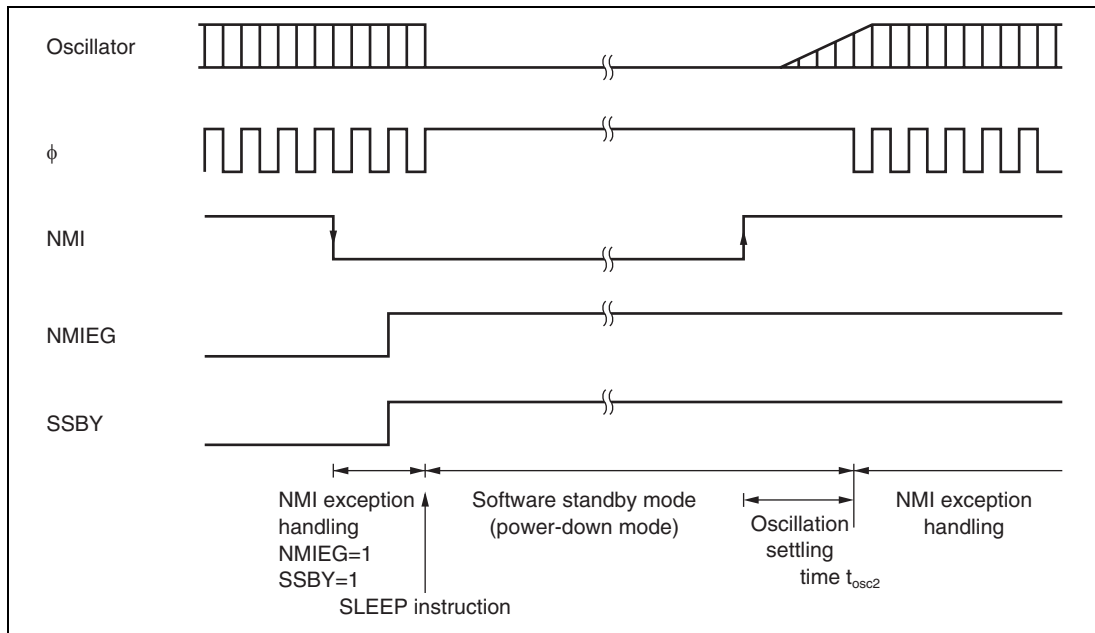 Oscillator
ϕ
NMI
NMIEG
SSBY
NMI exception
handling
NMIEG=1
SSBY=1
SLEEP instruction
Software standby mode
(power-down mode)
Oscillation
settling
time tosc2
NMI exception
handling